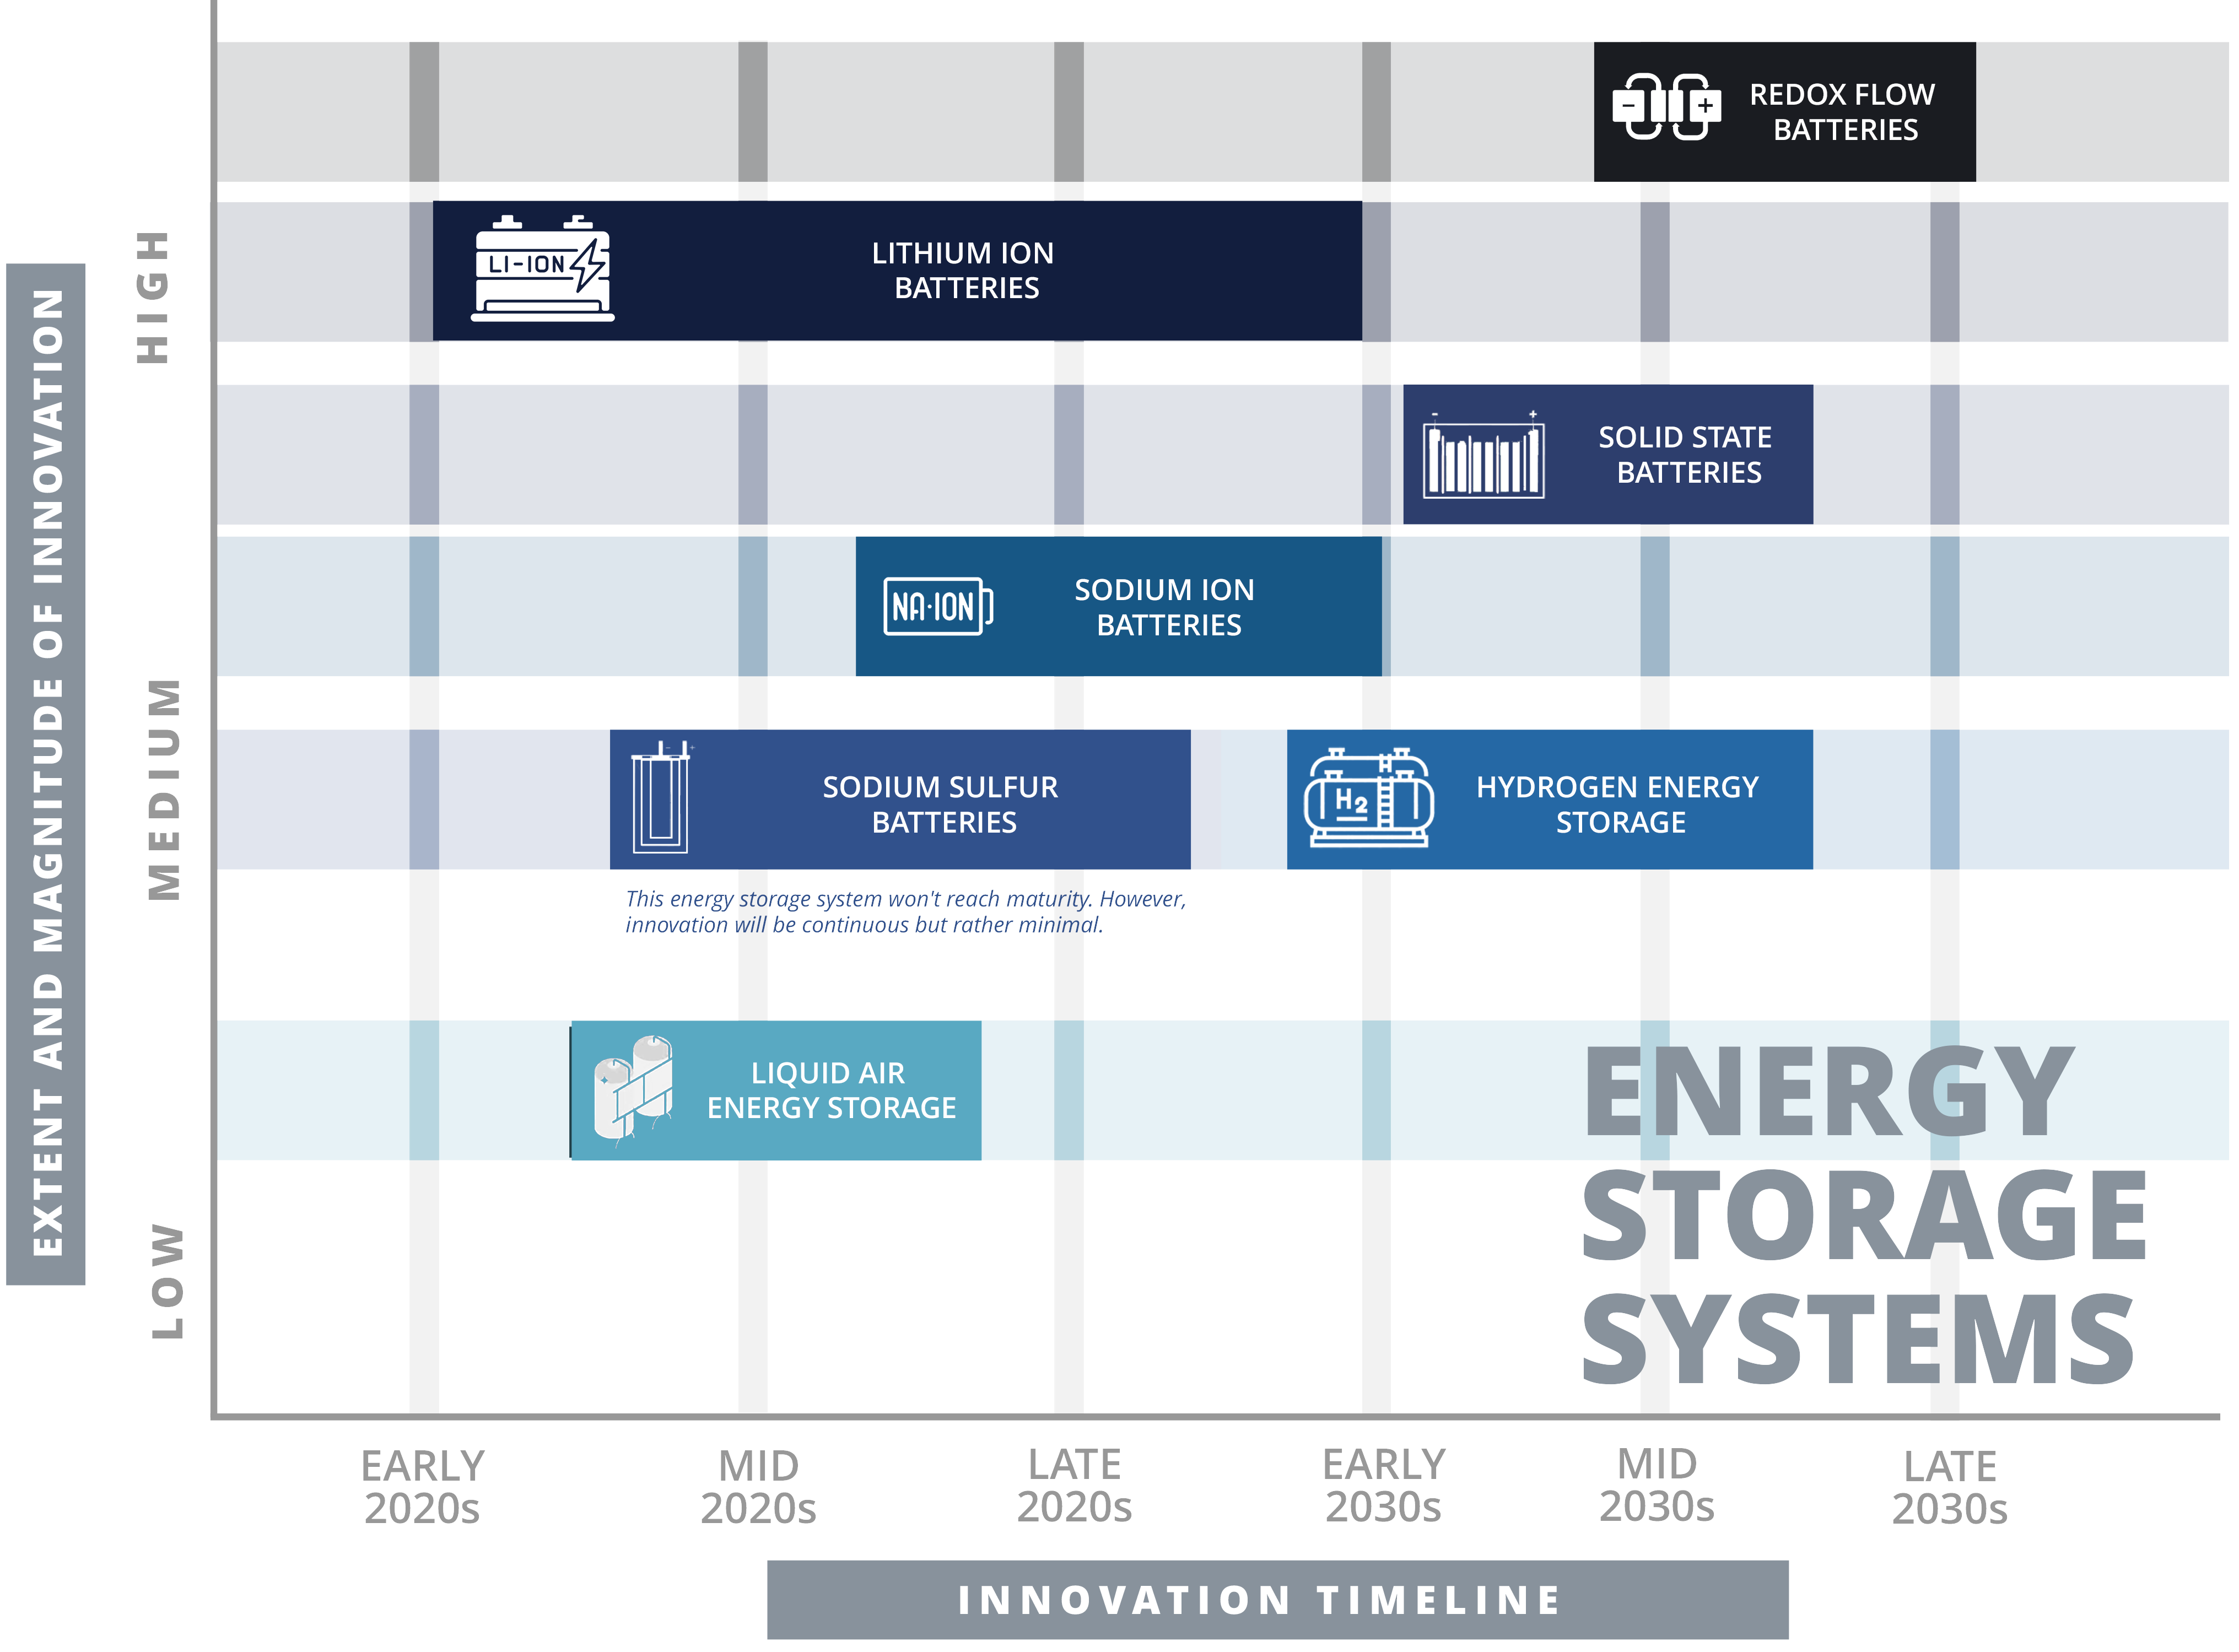 EXTENT AND MAGNITUDE OF INNOVATION
HIGH
MEDIUM
LOW
- +
REDOX FLOW
BATTERIES
LI-ION
LITHIUM ION
BATTERIES
- +
SOLID STATE
BATTERIES
NA·ION
SODIUM ION
BATTERIES
- +
SODIUM SULFUR
BATTERIES
H2
HYDROGEN ENERGY
STORAGE
This energy storage system won't reach maturity. However,
innovation will be continuous but rather minimal.
LIQUID AIR
ENERGY STORAGE
ENERGY
STORAGE
SYSTEMS
EARLY
2020s
MID
2020s
LATE
2020s
EARLY
2030s
MID
2030s
LATE
2030s
INNOVATION TIMELINE